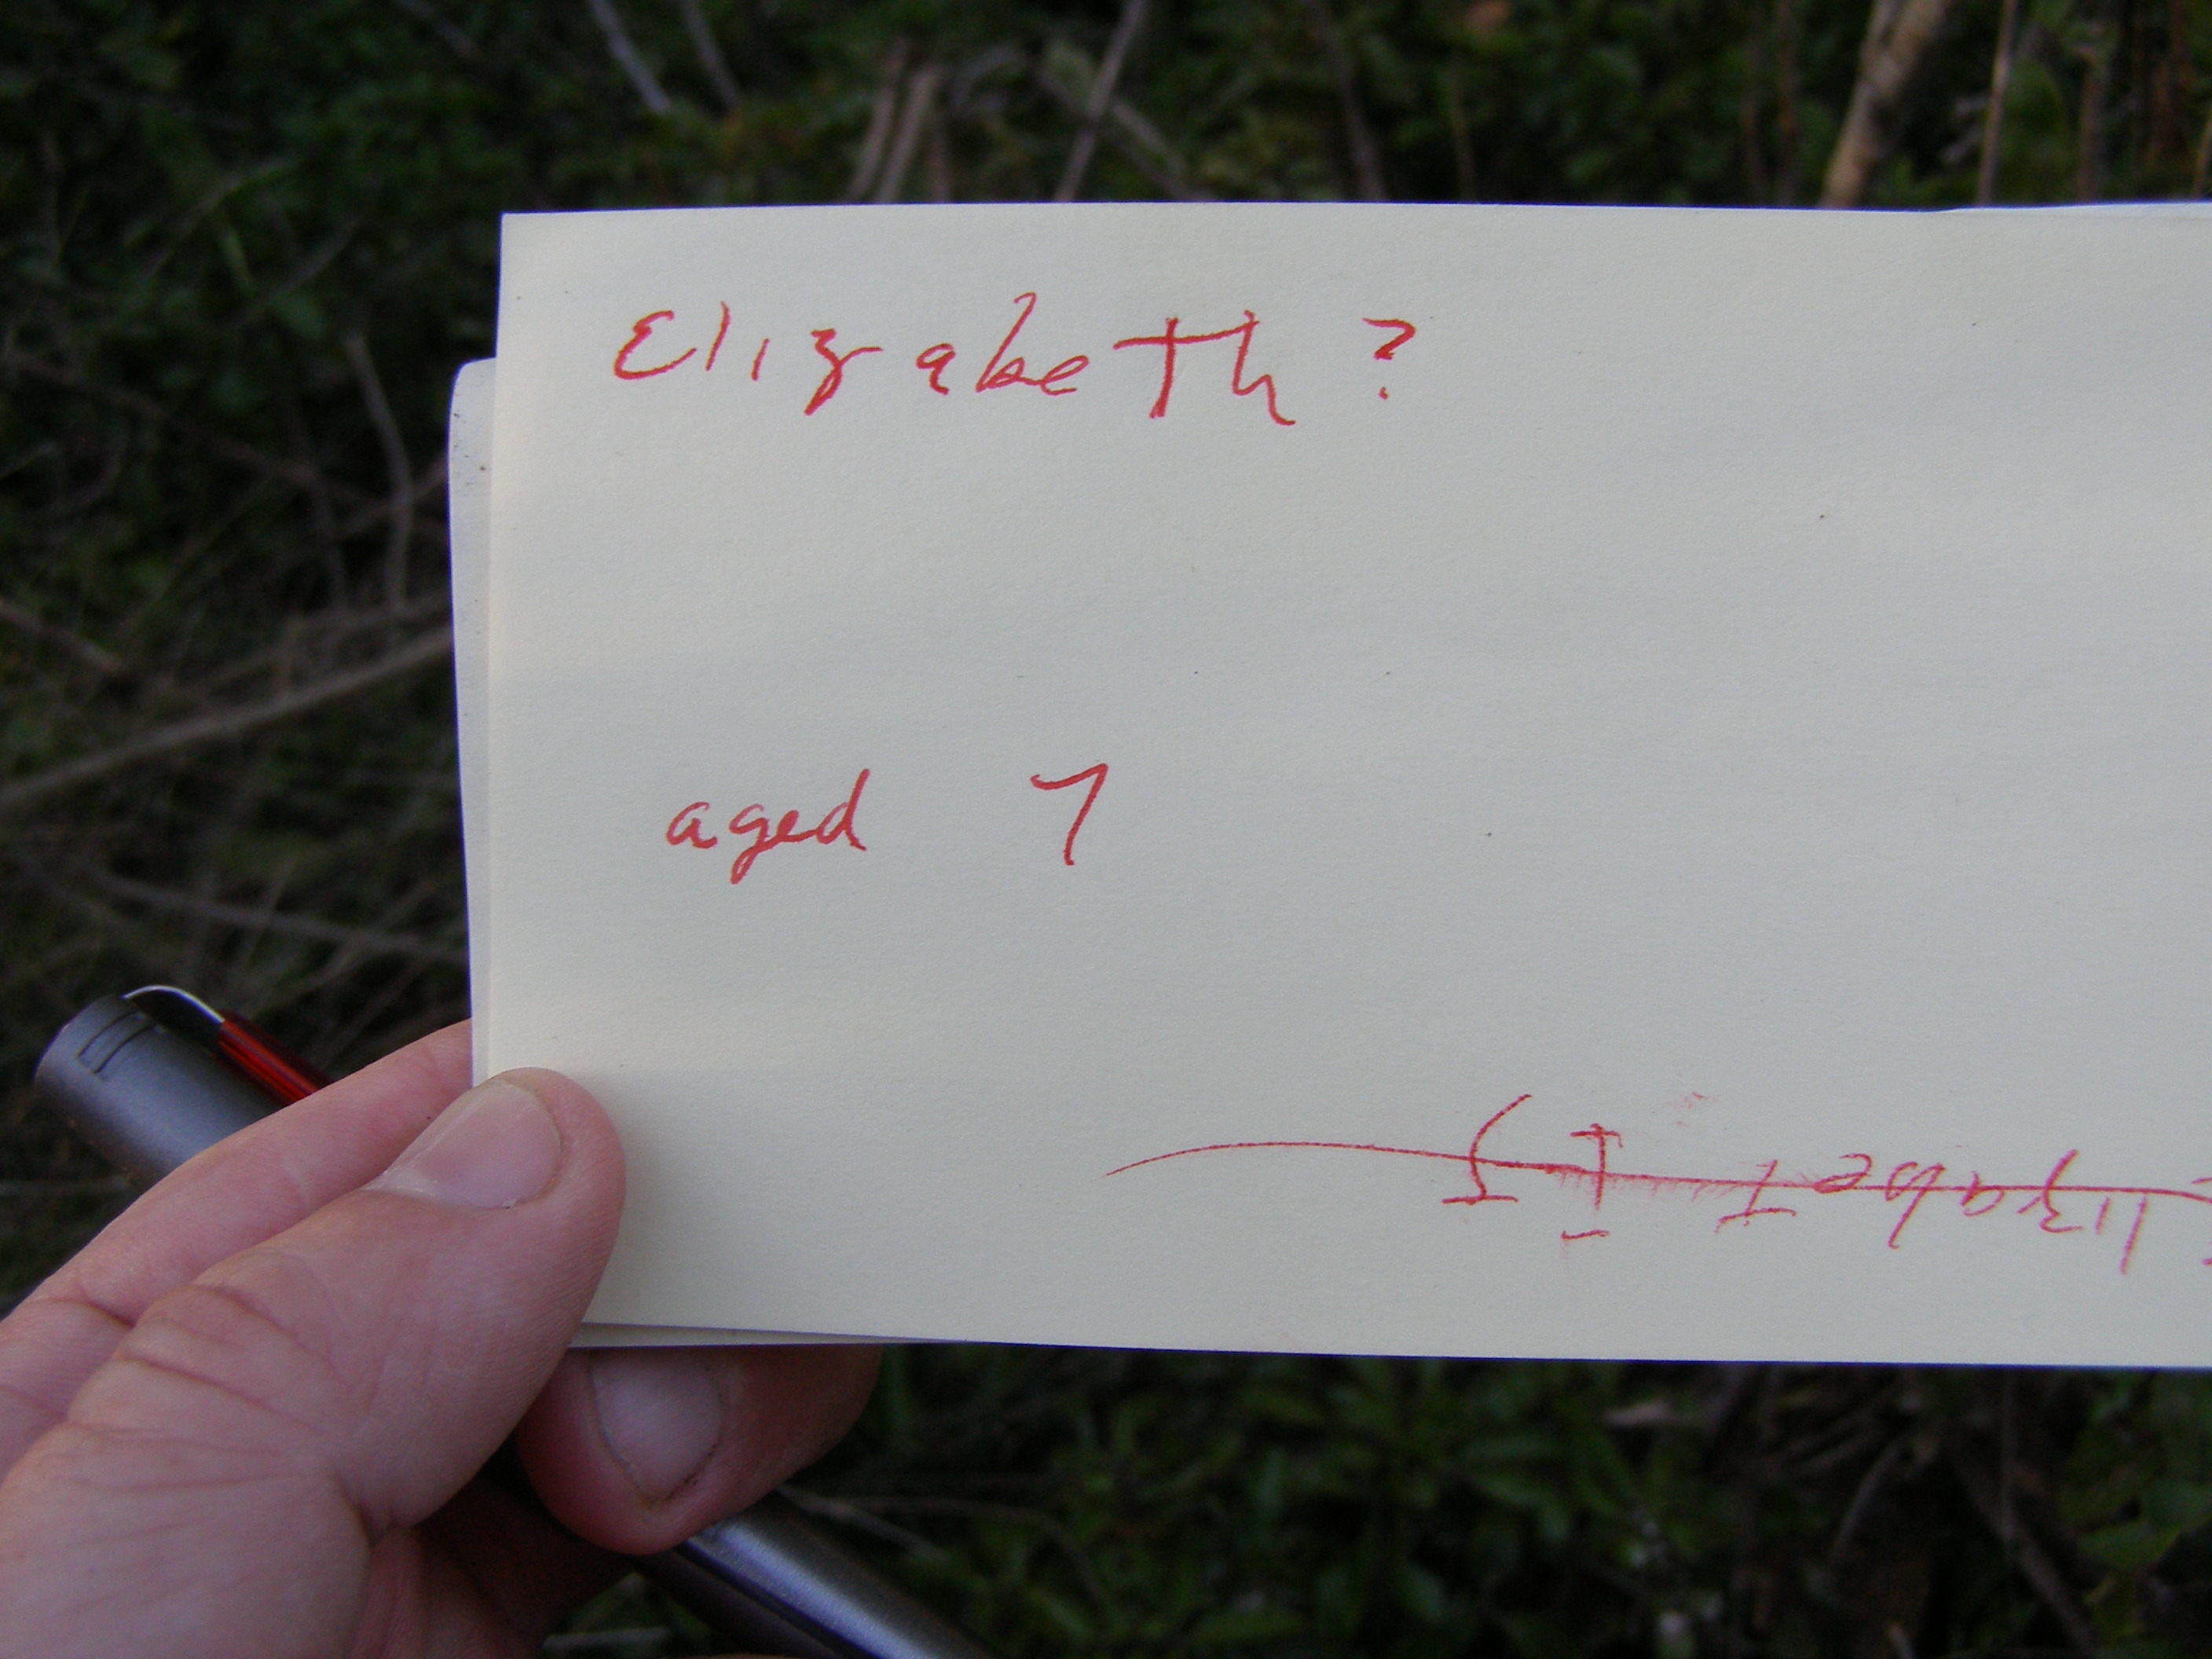 Elizabeth ?
aged 7